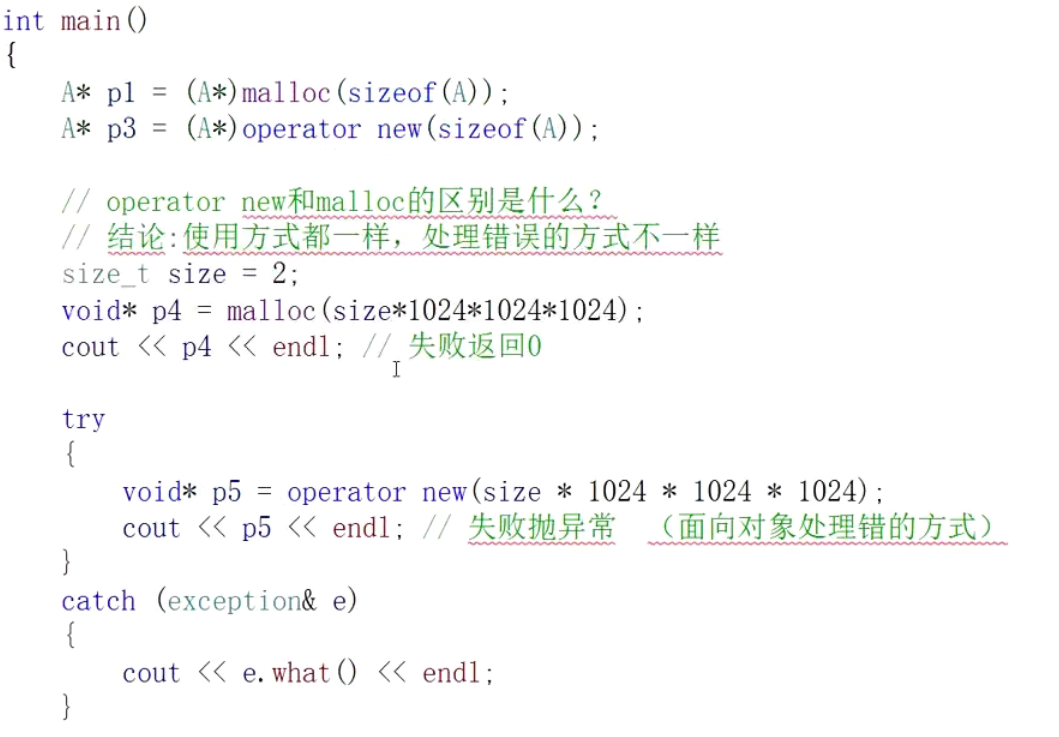 int main()
{
A* p1 = (A*)malloc(sizeof(A));
A* p3 = (A*)operator new(sizeof(A));
// operator new和malloc的区别是什么？
// 结论:使用方式都一样，处理错误的方式不一样
size_t size = 2;
void* p4 = malloc(size*1024*1024*1024);
cout << p4 << endl; // 失败返回0
try
{
void* p5 = operator new(size * 1024 * 1024 * 1024);
cout << p5 << endl; // 失败抛异常 （面向对象处理错的方式）
}
catch (exception& e)
{
cout << e.what() << endl;
}